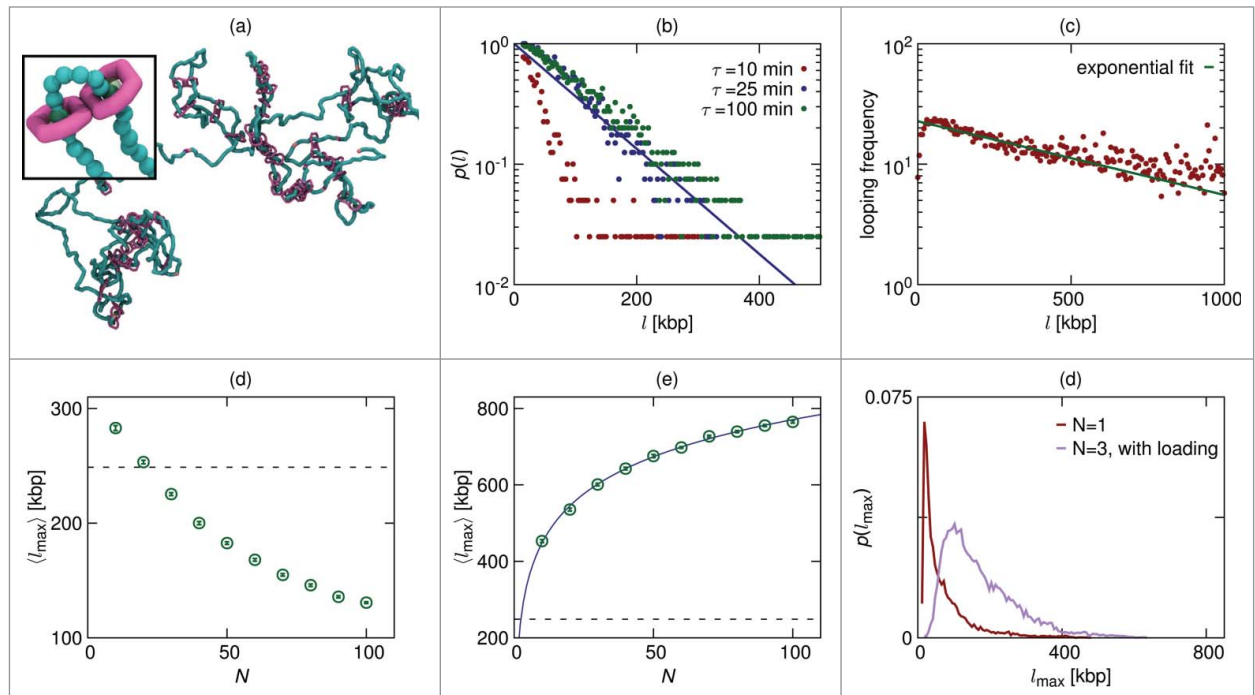 (a)
(b)
10^0
10^-1
10^-2
p(l)
τ = 10 min
τ = 25 min
τ = 100 min
0
200
400
l [kbp]
(c)
10^2
10^1
10^0
looping frequency
exponential fit
0
500
1000
l [kbp]
(d)
300
200
100
⟨l_max⟩ [kbp]
0
50
100
N
(e)
800
600
400
200
⟨l_max⟩ [kbp]
0
50
100
N
(d)
0.075
0
p(l_max)
N=1
N=3, with loading
0
400
800
l_max [kbp]